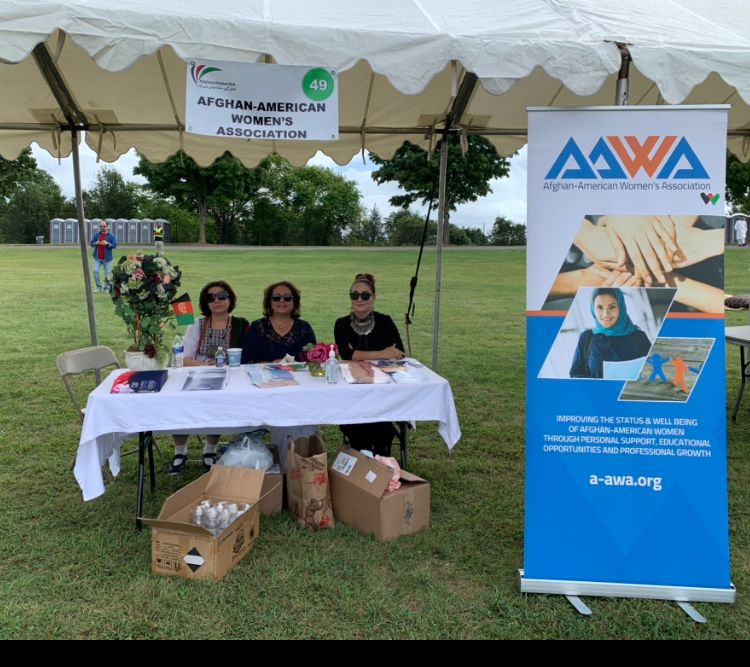 49
AFGHAN-AMERICAN
WOMEN'S
ASSOCIATION
AAWA
Afghan-American Women's Association
IMPROVING THE STATUS & WELL BEING
OF AFGHAN-AMERICAN WOMEN
THROUGH PERSONAL SUPPORT, EDUCATIONAL
OPPORTUNITIES AND PROFESSIONAL GROWTH
a-awa.org